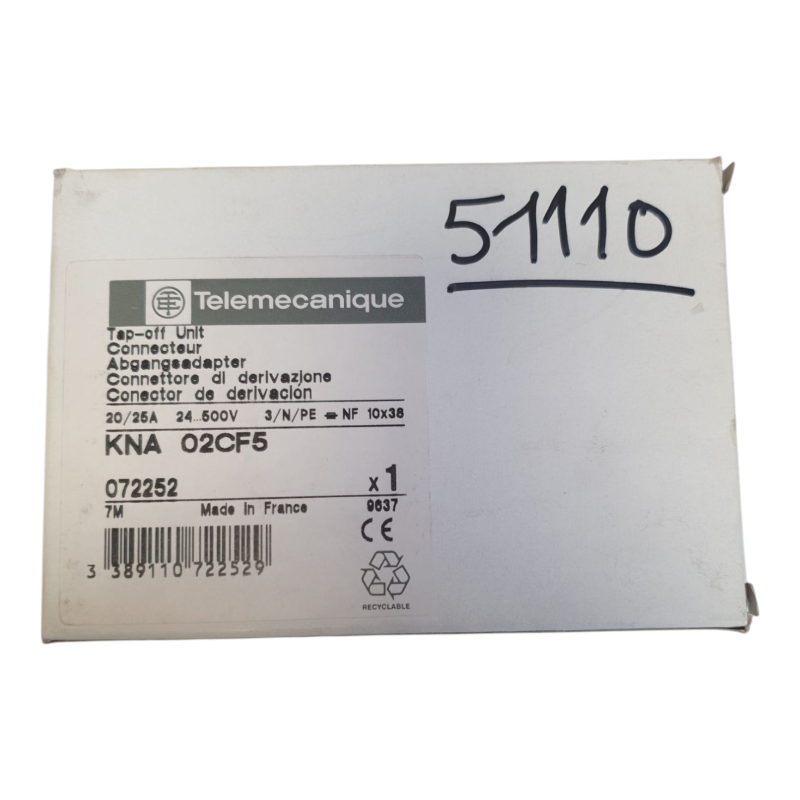 51110
Telemecanique
Tap-off Unit
Connecteur
Abgangsadapter
Connettore di derivazione
Conector de derivación
20/25A 24...500V 3/N/PE NF 10x38
KNA 02CF5
072252 x1
7M Made in France 9637
CE
3 389110 722529
RECYCLABLE